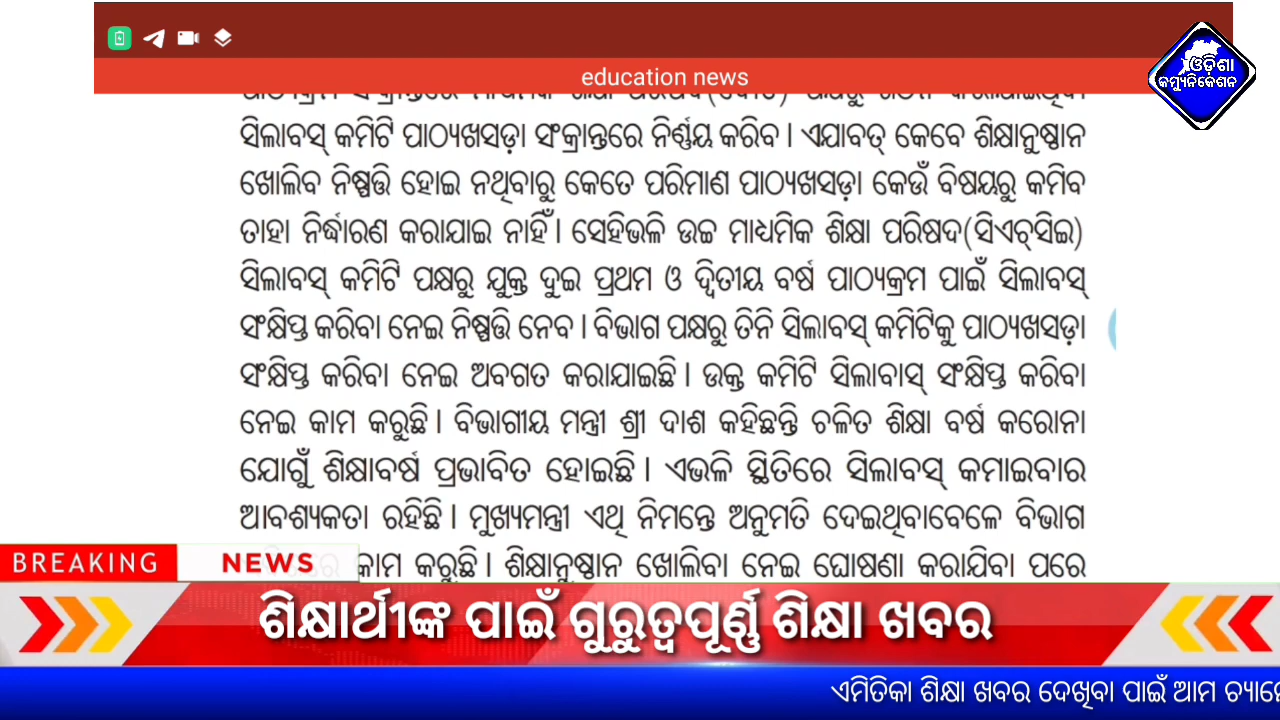 education news
ଓଡ଼ିଶା
କମ୍ୟୁନିକେଶନ
ସିଲାବସ୍ କମିଟି ପାଠ୍ୟଖସଡ଼ା ସଂକ୍ରାନ୍ତରେ ନିର୍ଣ୍ଣୟ କରିବ । ଏଯାବତ୍ କେବେ ଶିକ୍ଷାନୁଷ୍ଠାନ
ଖୋଲିବ ନିଷ୍ପତ୍ତି ହୋଇ ନଥିବାରୁ କେତେ ପରିମାଣ ପାଠ୍ୟଖସଡ଼ା କେଉଁ ବିଷୟରୁ କମିବ
ତାହା ନିର୍ଦ୍ଧାରଣ କରାଯାଇ ନାହିଁ । ସେହିଭଳି ଉଚ୍ଚ ମାଧ୍ୟମିକ ଶିକ୍ଷା ପରିଷଦ(ସିଏଚ୍‌ସିଇ)
ସିଲାବସ୍ କମିଟି ପକ୍ଷରୁ ଯୁକ୍ତ ଦୁଇ ପ୍ରଥମ ଓ ଦ୍ୱିତୀୟ ବର୍ଷ ପାଠ୍ୟକ୍ରମ ପାଇଁ ସିଲାବସ୍
ସଂକ୍ଷିପ୍ତ କରିବା ନେଇ ନିଷ୍ପତ୍ତି ନେବ । ବିଭାଗ ପକ୍ଷରୁ ତିନି ସିଲାବସ୍ କମିଟିକୁ ପାଠ୍ୟଖସଡ଼ା
ସଂକ୍ଷିପ୍ତ କରିବା ନେଇ ଅବଗତ କରାଯାଇଛି । ଉକ୍ତ କମିଟି ସିଲାବାସ୍ ସଂକ୍ଷିପ୍ତ କରିବା
ନେଇ କାମ କରୁଛି । ବିଭାଗୀୟ ମନ୍ତ୍ରୀ ଶ୍ରୀ ଦାଶ କହିଛନ୍ତି ଚଳିତ ଶିକ୍ଷା ବର୍ଷ କରୋନା
ଯୋଗୁଁ ଶିକ୍ଷାବର୍ଷ ପ୍ରଭାବିତ ହୋଇଛି । ଏଭଳି ସ୍ଥିତିରେ ସିଲାବସ୍ କମାଇବାର
ଆବଶ୍ୟକତା ରହିଛି । ମୁଖ୍ୟମନ୍ତ୍ରୀ ଏଥି ନିମନ୍ତେ ଅନୁମତି ଦେଇଥିବାବେଳେ ବିଭାଗ
କାମ କରୁଛି । ଶିକ୍ଷାନୁଷ୍ଠାନ ଖୋଲିବା ନେଇ ଘୋଷଣା କରାଯିବା ପରେ
BREAKING NEWS
ଶିକ୍ଷାର୍ଥୀଙ୍କ ପାଇଁ ଗୁରୁତ୍ୱପୂର୍ଣ୍ଣ ଶିକ୍ଷା ଖବର
ଏମିତିକା ଶିକ୍ଷା ଖବର ଦେଖିବା ପାଇଁ ଆମ